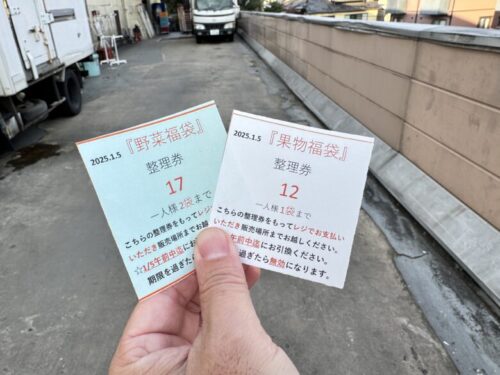 2025.1.5
『野菜福袋』
整理券
17
一人様 2袋まで
こちらの整理券をもってレジで
いただき販売場所までお越
☆1/5午前中迄に
期限を過ぎたら
2025.1.5
『果物福袋』
整理券
12
一人様 1袋まで
こちらの整理券をもってレジでお支払い
いただき販売場所までお越しください。
午前中迄にお引換ください。
過ぎたら無効になります。